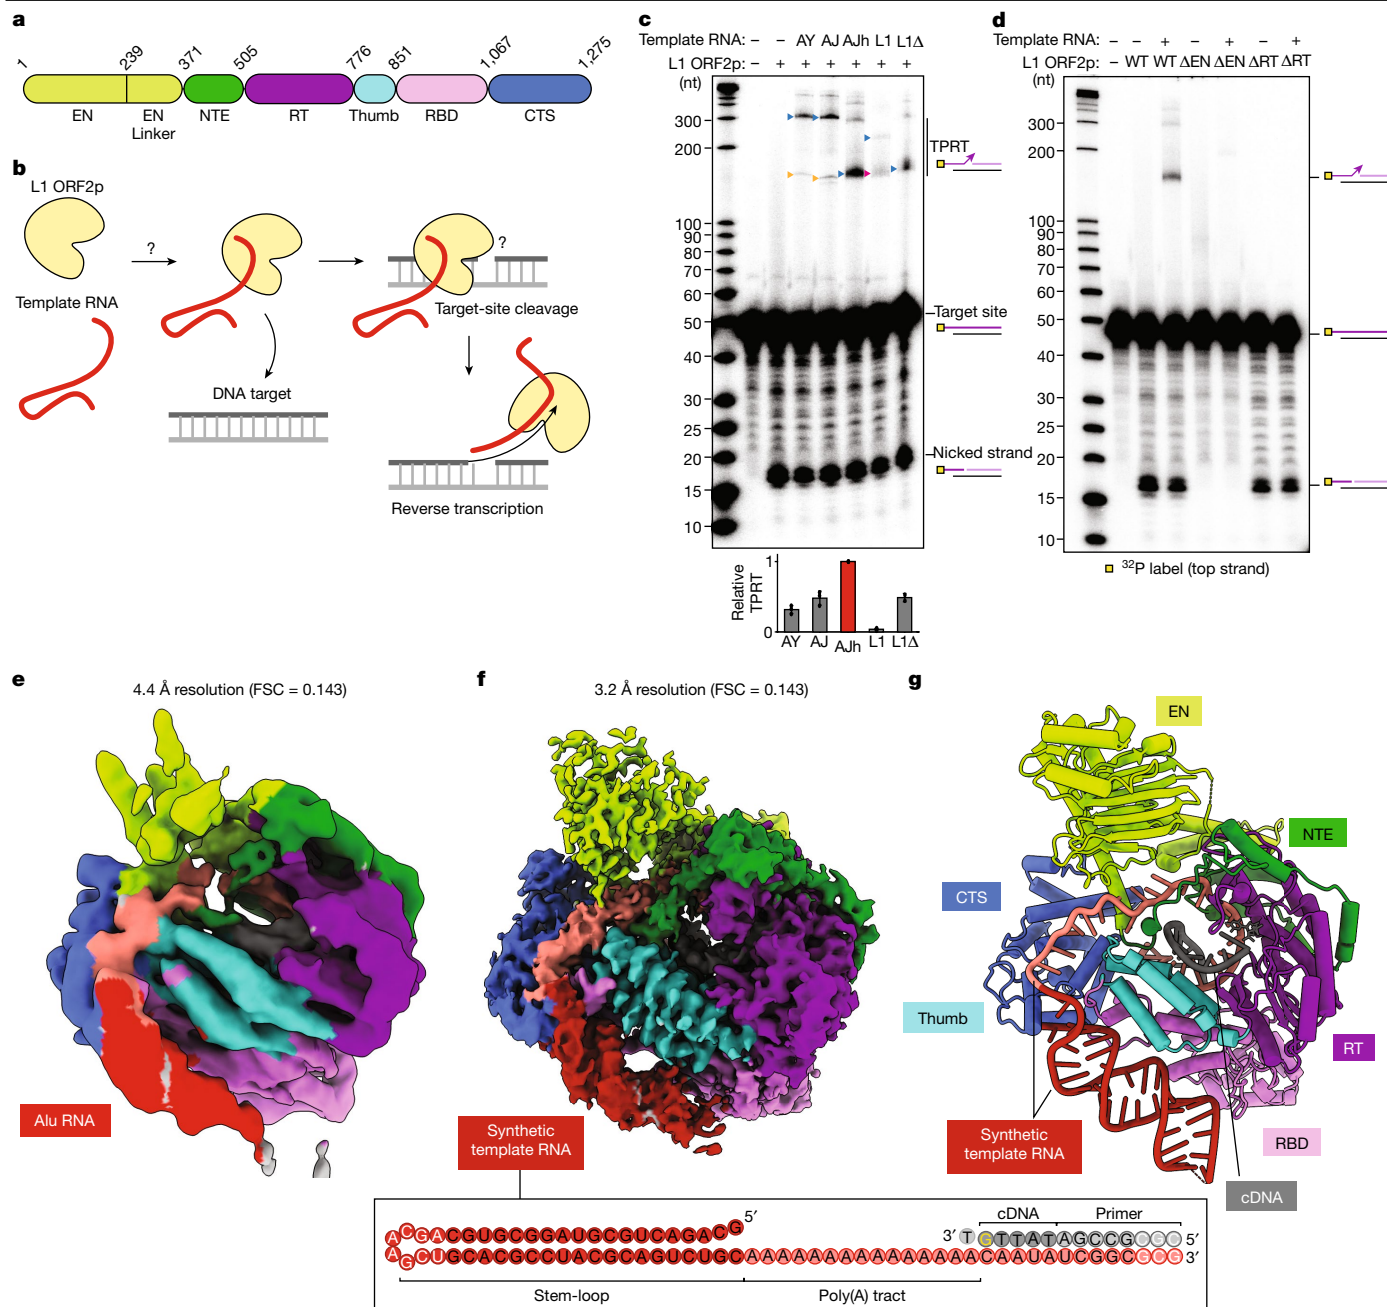 a
1 239 371 505 776 851 1,067 1,275
EN EN Linker NTE RT Thumb RBD CTS
b
L1 ORF2p
?
Template RNA
DNA target
?
Target-site cleavage
Reverse transcription
c
Template RNA: – – AY AJ AJh L1 L1Δ
L1 ORF2p: – + + + + + +
(nt)
300
200
100
90
80
70
60
50
40
30
25
20
15
10
TPRT
Target site
Nicked strand
Relative TPRT
1
0
AY AJ AJh L1 L1Δ
d
Template RNA: – – + – + – +
L1 ORF2p: – WT WT ΔEN ΔEN ΔRT ΔRT
(nt)
300
200
100
90
80
70
60
50
40
30
25
20
15
10
32P label (top strand)
e
4.4 Å resolution (FSC = 0.143)
Alu RNA
f
3.2 Å resolution (FSC = 0.143)
Synthetic
template RNA
g
EN
NTE
CTS
Thumb
RT
Synthetic
template RNA
RBD
cDNA
cDNA Primer
5′
ACGACGUGCGGAUGCGUCAGACG
3′ TGTTATAGCCGCGC 5′
AGCUGCACGCCUACGCAGUCUGCAAAAAAAAAAAAAAACAAUAUCGGCGCG 3′
Stem-loop Poly(A) tract